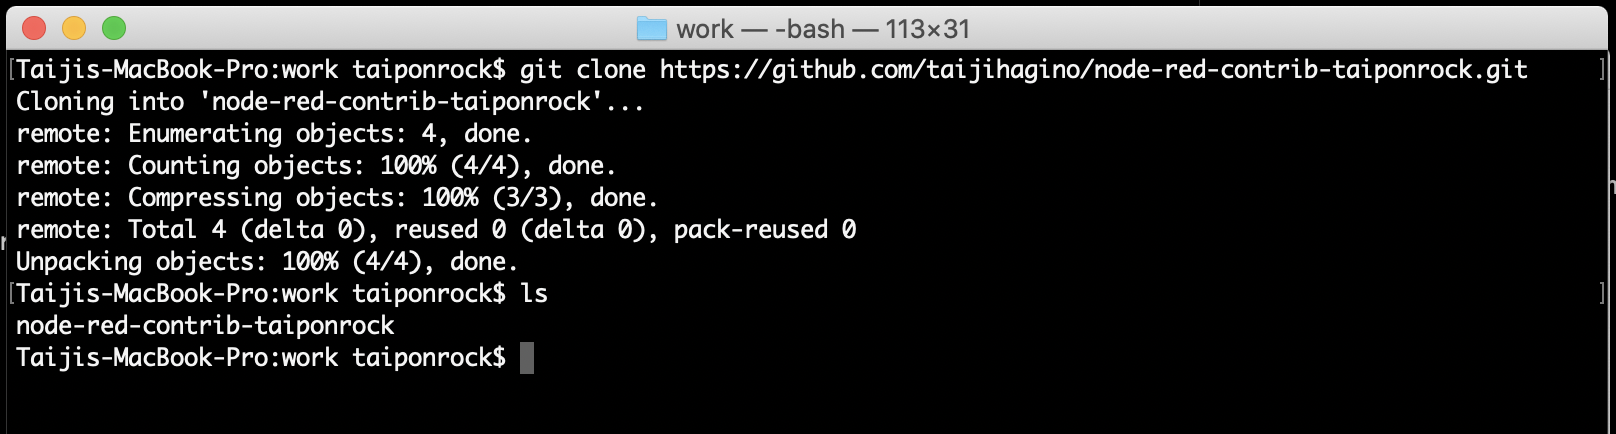 work — -bash — 113×31
[Taijis-MacBook-Pro:work taiponrock$ git clone https://github.com/taijihagino/node-red-contrib-taiponrock.git ]
Cloning into 'node-red-contrib-taiponrock'...
remote: Enumerating objects: 4, done.
remote: Counting objects: 100% (4/4), done.
remote: Compressing objects: 100% (3/3), done.
remote: Total 4 (delta 0), reused 0 (delta 0), pack-reused 0
Unpacking objects: 100% (4/4), done.
[Taijis-MacBook-Pro:work taiponrock$ ls ]
node-red-contrib-taiponrock
Taijis-MacBook-Pro:work taiponrock$